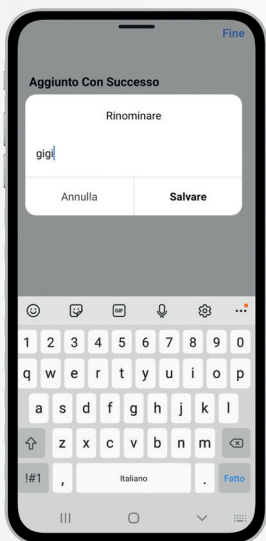 Fine
Aggiunto Con Successo
Rinominare
gigi
Annulla Salvare
GIF
1 2 3 4 5 6 7 8 9 0
q w e r t y u i o p
a s d f g h j k l
z x c v b n m
!#1 , Italiano . Fatto